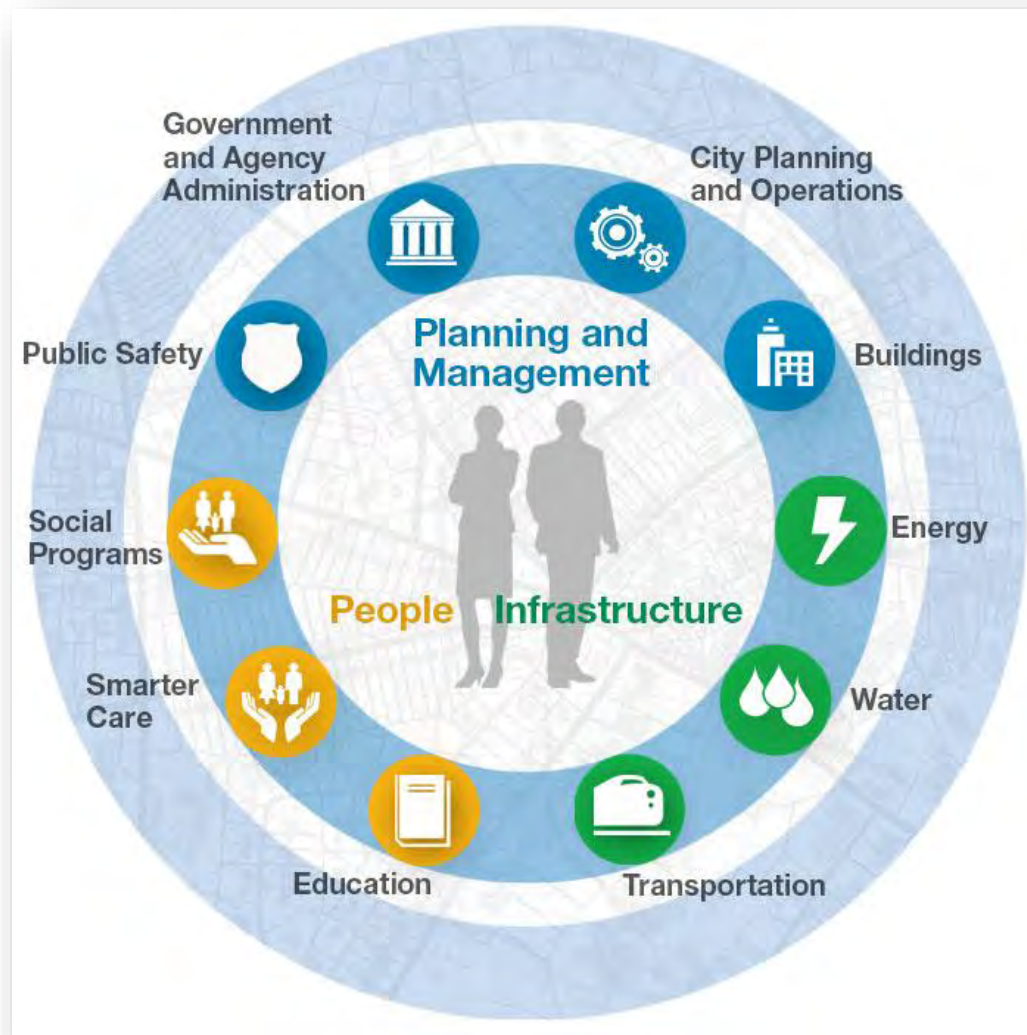 Government
and Agency
Administration
City Planning
and Operations
Public Safety
Planning and
Management
Buildings
Social
Programs
Energy
People
Infrastructure
Smarter
Care
Water
Education
Transportation